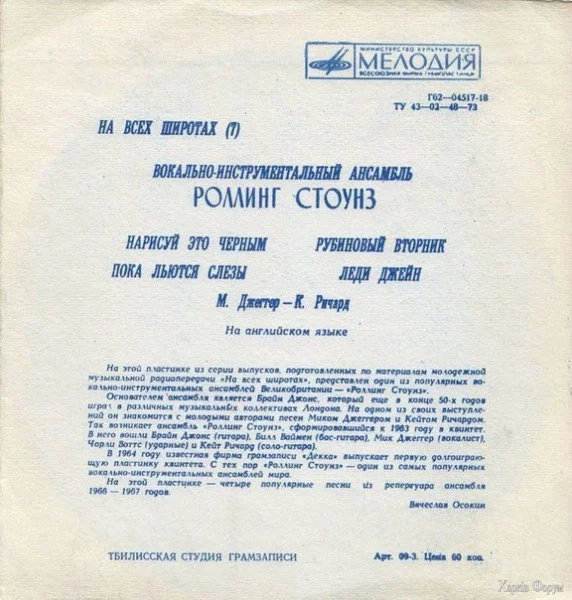 МИНИСТЕРСТВО КУЛЬТУРЫ СССР
МЕЛОДИЯ
ВСЕСОЮЗНАЯ ФИРМА ГРАМПЛАСТИНОК
Г62—04517-18
ТУ 43—03—48—73
НА ВСЕХ ШИРОТАХ (7)
ВОКАЛЬНО-ИНСТРУМЕНТАЛЬНЫЙ АНСАМБЛЬ
РОЛЛИНГ СТОУНЗ
НАРИСУЙ ЭТО ЧЕРНЫМ РУБИНОВЫЙ ВТОРНИК
ПОКА ЛЬЮТСЯ СЛЕЗЫ ЛЕДИ ДЖЕЙН
М. Джеггер — К. Ричард
На английском языке
На этой пластинке из серии выпусков, подготовленных по материалам молодежной
музыкальной радиопередачи «На всех широтах», представлен один из популярных во-
кально-инструментальных ансамблей Великобритании — «Роллинг Стоунз».
Основателем ансамбля является Брайн Джонс, который еще в конце 50-х годов
играл в различных музыкальных коллективах Лондона. На одном из своих выступле-
ний он знакомится с молодыми авторами песен Миком Джеггером и Кейтом Ричардом.
Так возникает ансамбль «Роллинг Стоунз», сформировавшийся к 1963 году в квинтет.
В него вошли Брайн Джонс (гитара), Билл Ваймен (бас-гитара), Мик Джеггер (вокалист),
Чарли Воттс (ударные) и Кейт Ричард (соло-гитара).
В 1964 году известная фирма грамзаписи «Декка» выпускает первую долгоиграю-
щую пластинку квинтета. С тех пор «Роллинг Стоунз» — один из самых популярных
вокально-инструментальных ансамблей мира.
На этой пластинке — четыре популярные песни из репертуара ансамбля
1966 — 1967 годов.
Вячеслав Осокин
ТБИЛИССКАЯ СТУДИЯ ГРАМЗАПИСИ Арт. 09-3. Цена 60 коп.
Харків Форум